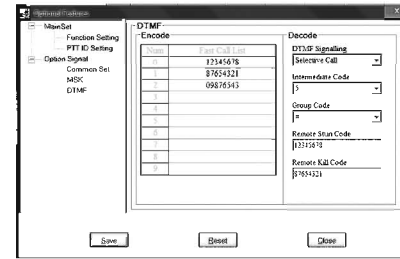 Optional Feature
MainSet
Function Setting
PTT ID Setting
Option Signal
Common Set
MSK
DTMF
DTMF
Encode
Num
Fast Call List
0
12345678
1
87654321
2
09876543
3
4
5
6
7
8
9
Decode
DTMF Signalling
Selective Call
Intermediate Code
Group Code
Remote Stun Code
12345678
Remote Kill Code
87654321
Save
Reset
Close